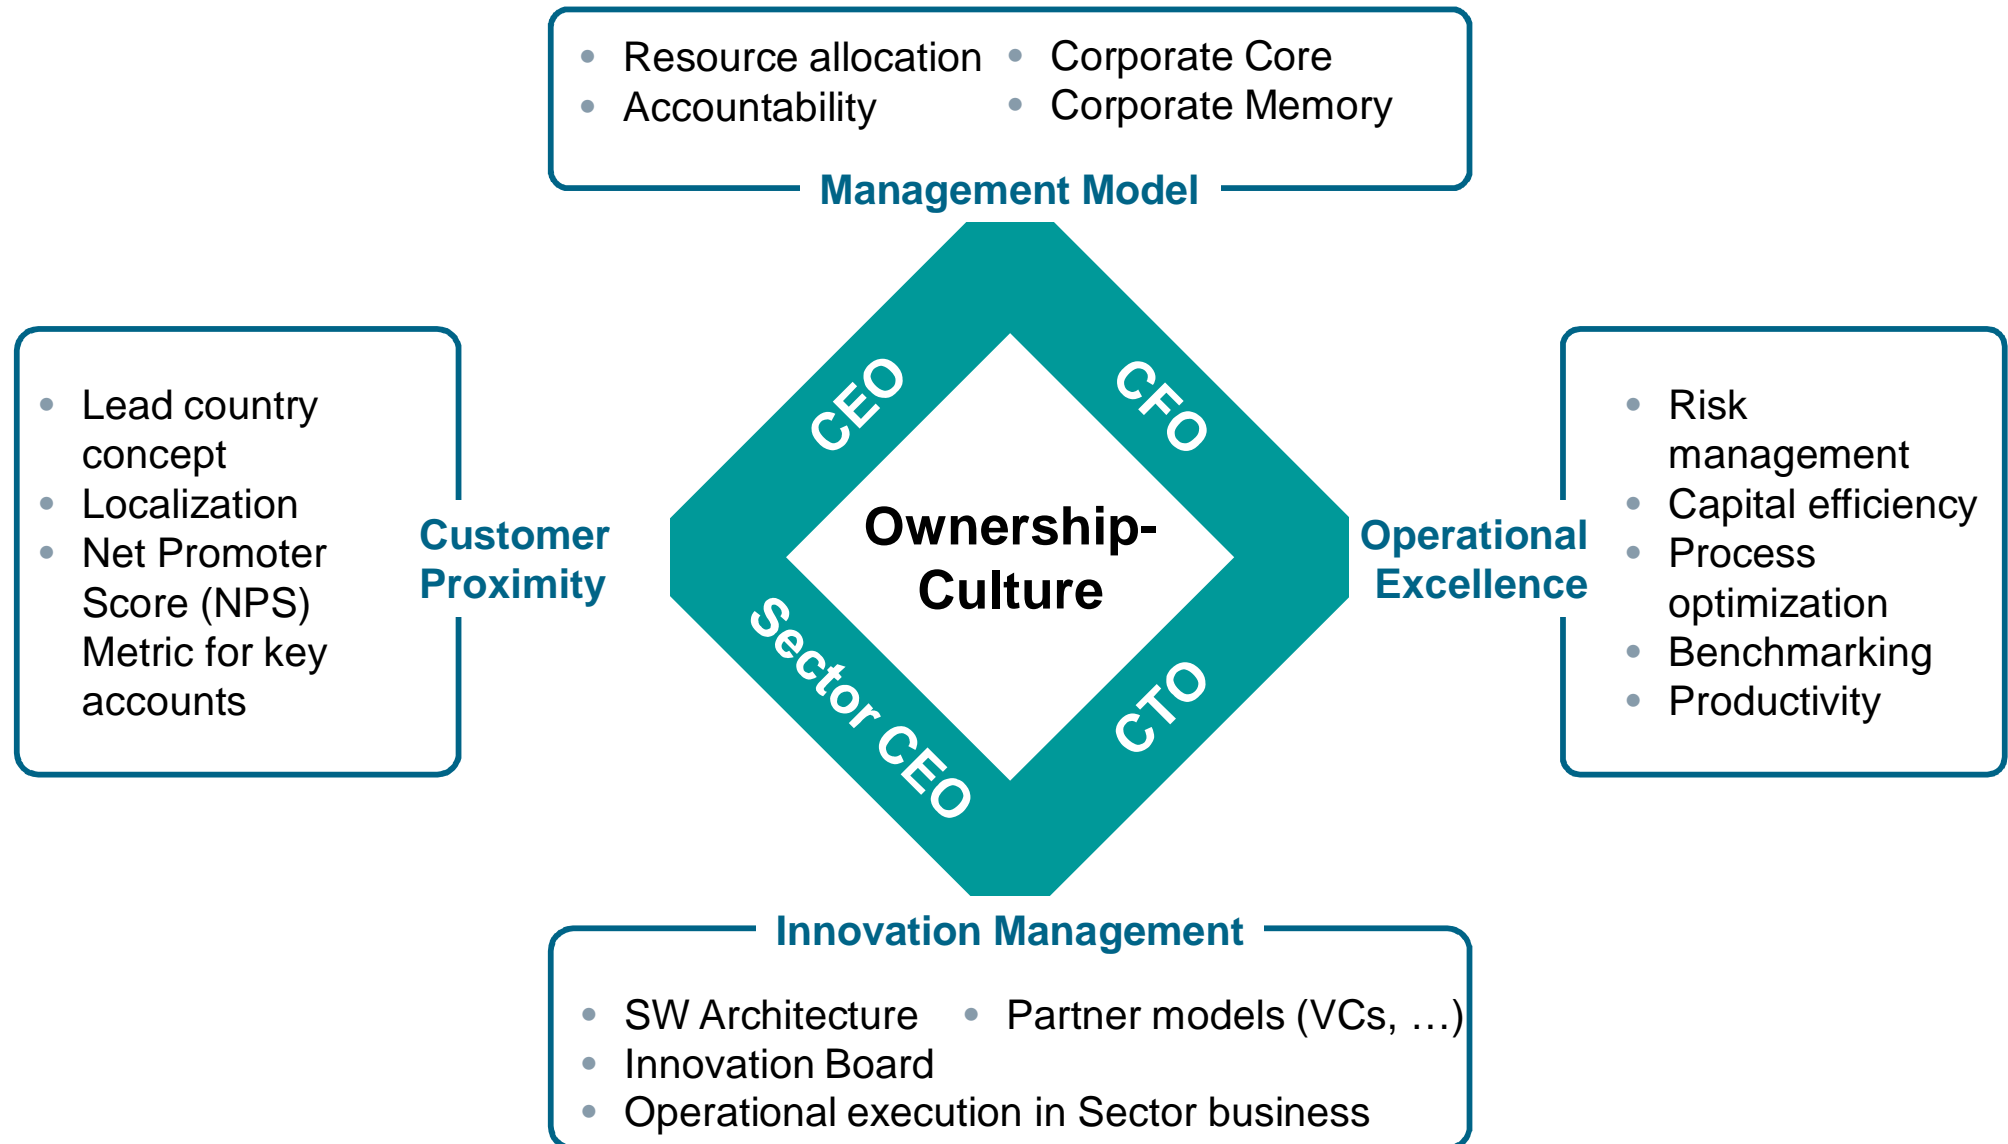 • Resource allocation • Corporate Core
• Accountability • Corporate Memory
Management Model
CEO
CFO
• Lead country
concept
• Localization
• Net Promoter
Score (NPS)
Metric for key
accounts
Customer
Proximity
Ownership-
Culture
Operational
Excellence
• Risk
management
• Capital efficiency
• Process
optimization
• Benchmarking
• Productivity
Sector CEO
CTO
Innovation Management
• SW Architecture • Partner models (VCs, …)
• Innovation Board
• Operational execution in Sector business